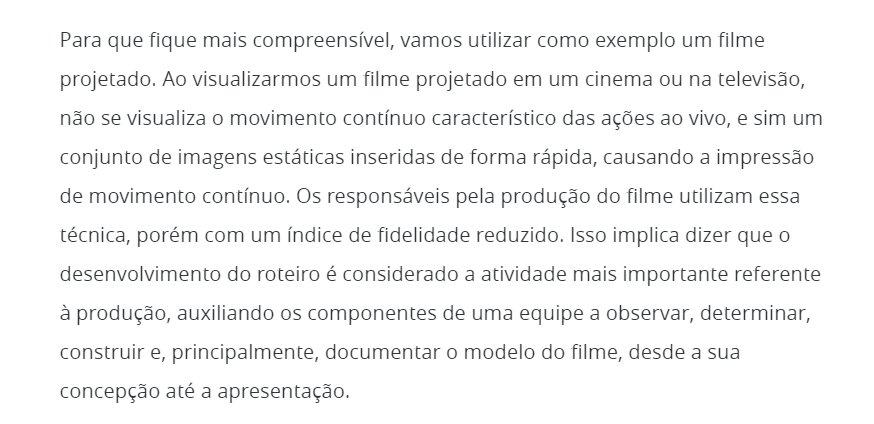 Para que fique mais compreensível, vamos utilizar como exemplo um filme
projetado. Ao visualizarmos um filme projetado em um cinema ou na televisão,
não se visualiza o movimento contínuo característico das ações ao vivo, e sim um
conjunto de imagens estáticas inseridas de forma rápida, causando a impressão
de movimento contínuo. Os responsáveis pela produção do filme utilizam essa
técnica, porém com um índice de fidelidade reduzido. Isso implica dizer que o
desenvolvimento do roteiro é considerado a atividade mais importante referente
à produção, auxiliando os componentes de uma equipe a observar, determinar,
construir e, principalmente, documentar o modelo do filme, desde a sua
concepção até a apresentação.